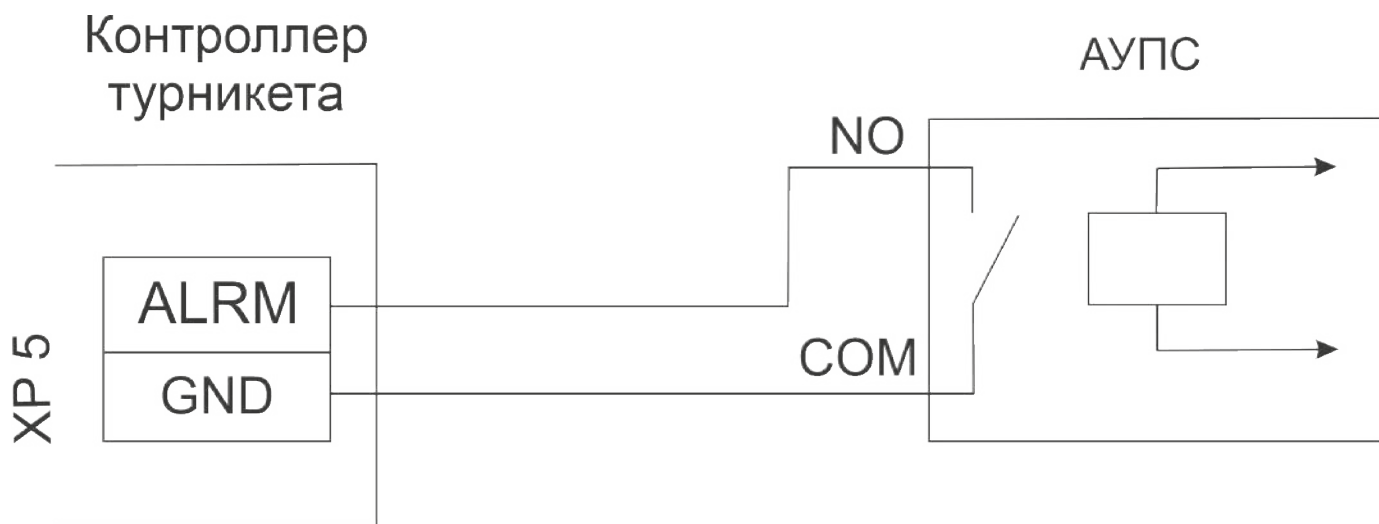 Контроллер
турникета
АУПС
NO
ALRM
COM
GND
XP 5